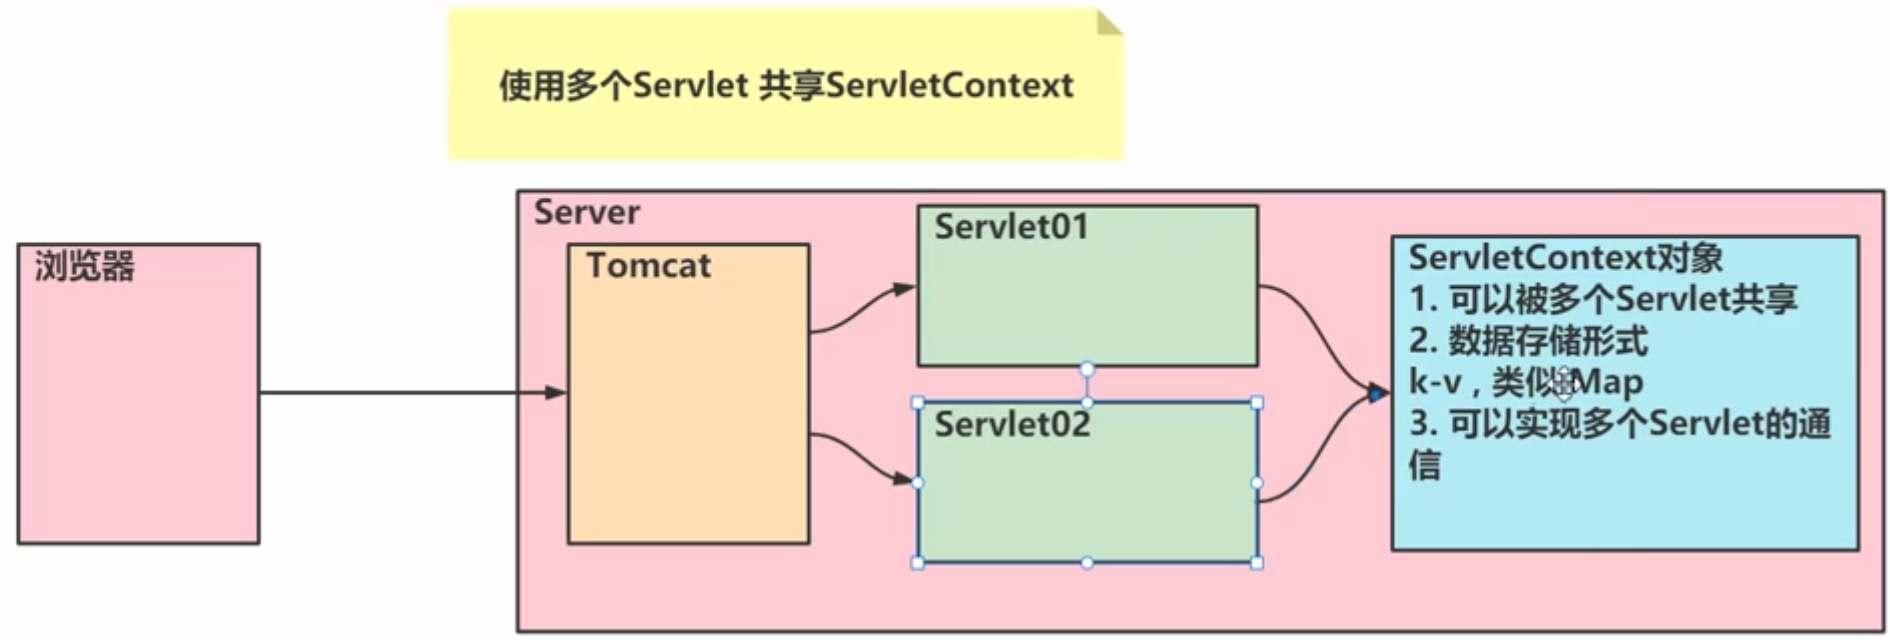 使用多个Servlet 共享ServletContext
Server
浏览器
Tomcat
Servlet01
Servlet02
ServletContext对象
1. 可以被多个Servlet共享
2. 数据存储形式
k-v，类似Map
3. 可以实现多个Servlet的通
信